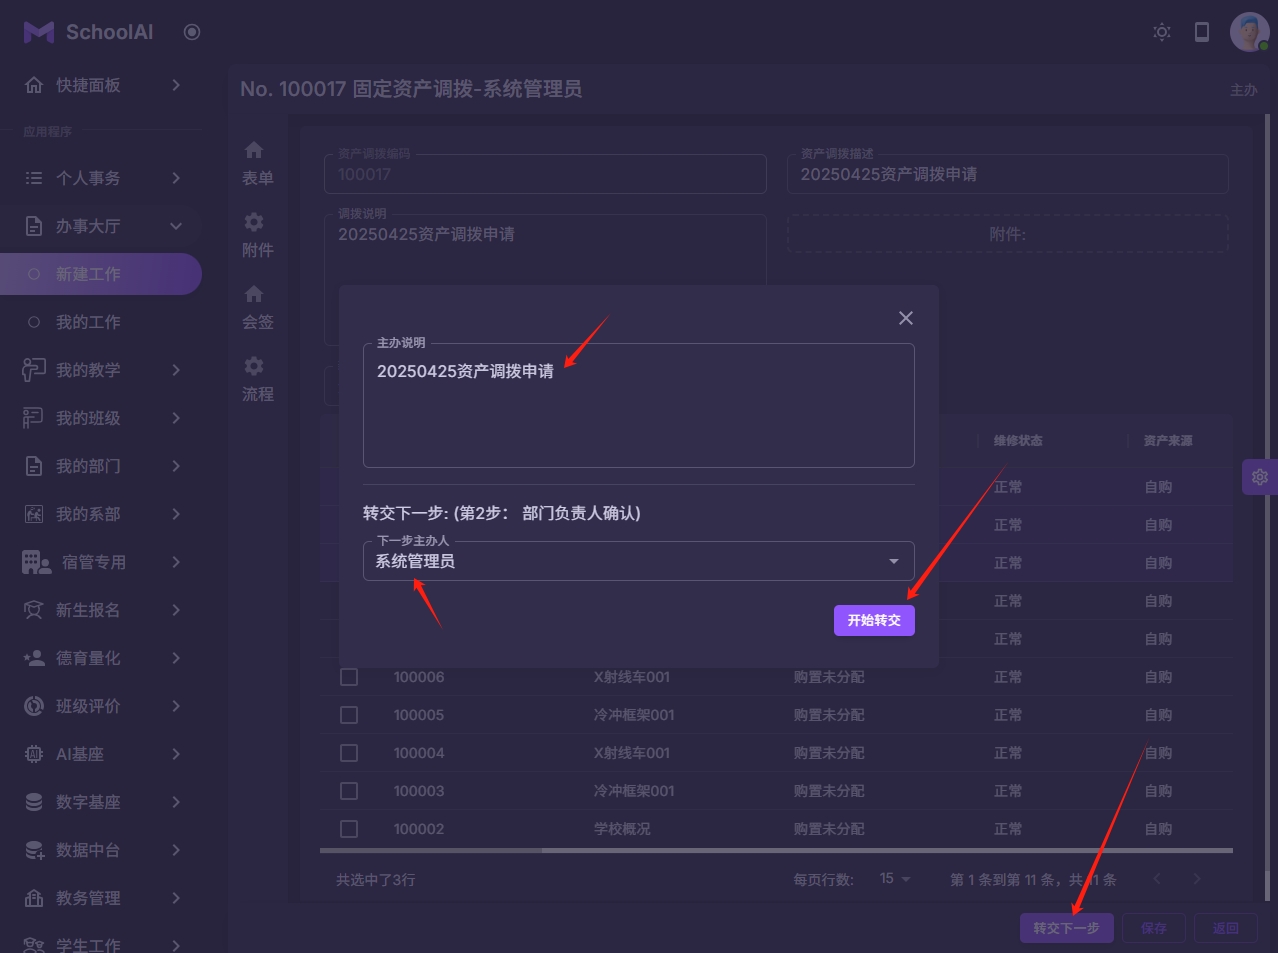 SchoolAI
快捷面板
应用程序
个人事务
办事大厅
新建工作
我的工作
我的教学
我的班级
我的部门
我的系部
宿管专用
新生报名
德育量化
班级评价
AI基座
数字基座
数据中台
教务管理
学生工作
No. 100017 固定资产调拨-系统管理员
主办
表单
附件
会签
流程
资产调拨编码
100017
资产调拨描述
20250425资产调拨申请
调拨说明
20250425资产调拨申请
附件:
主办说明
20250425资产调拨申请
转交下一步: (第2步： 部门负责人确认)
下一步主办人
系统管理员
开始转交
维修状态 资产来源
正常 自购
正常 自购
正常 自购
正常 自购
正常 自购
100006 X射线车001 购置未分配 正常 自购
100005 冷冲框架001 购置未分配 正常 自购
100004 X射线车001 购置未分配 正常 自购
100003 冷冲框架001 购置未分配 正常 自购
100002 学校概况 购置未分配 正常 自购
共选中了3行 每页行数: 15 第 1 条到第 11 条，共 11 条
转交下一步 保存 返回